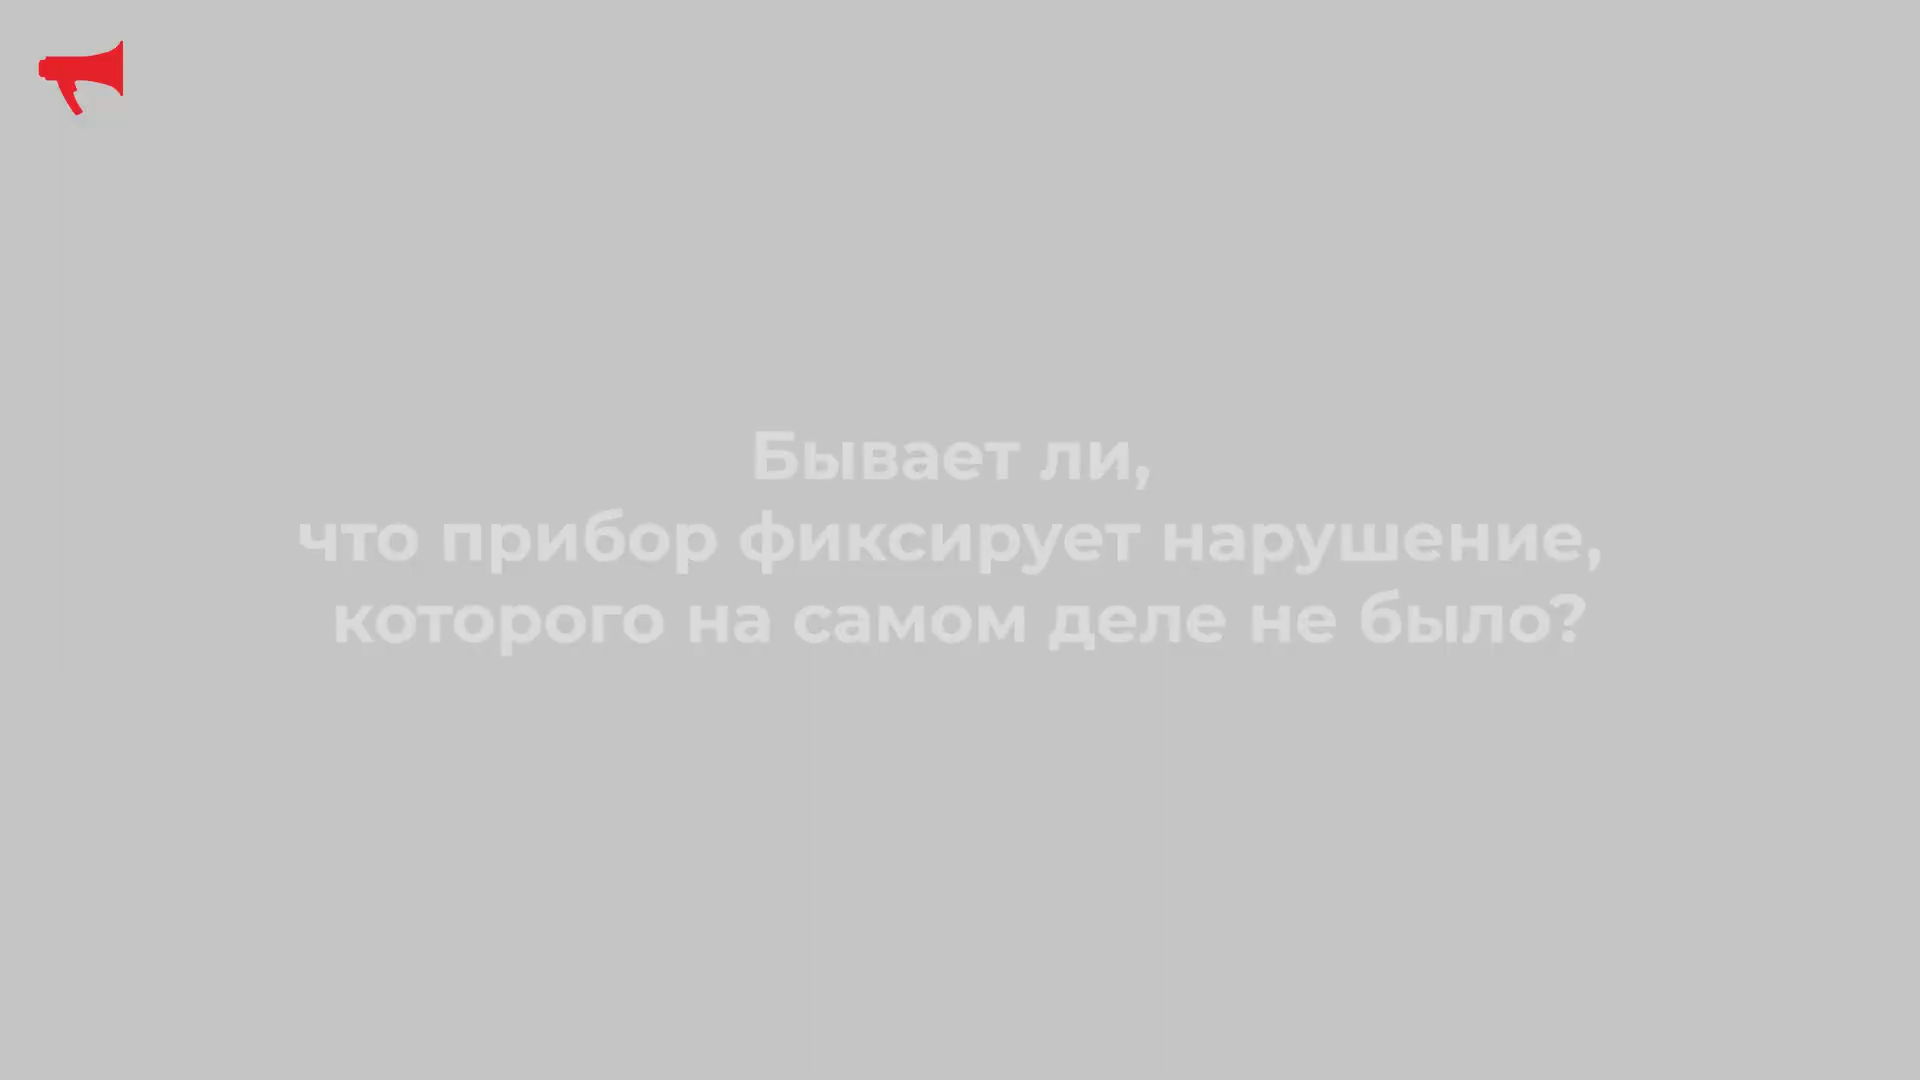 Бывает ли,
что прибор фиксирует нарушение,
которого на самом деле не было?